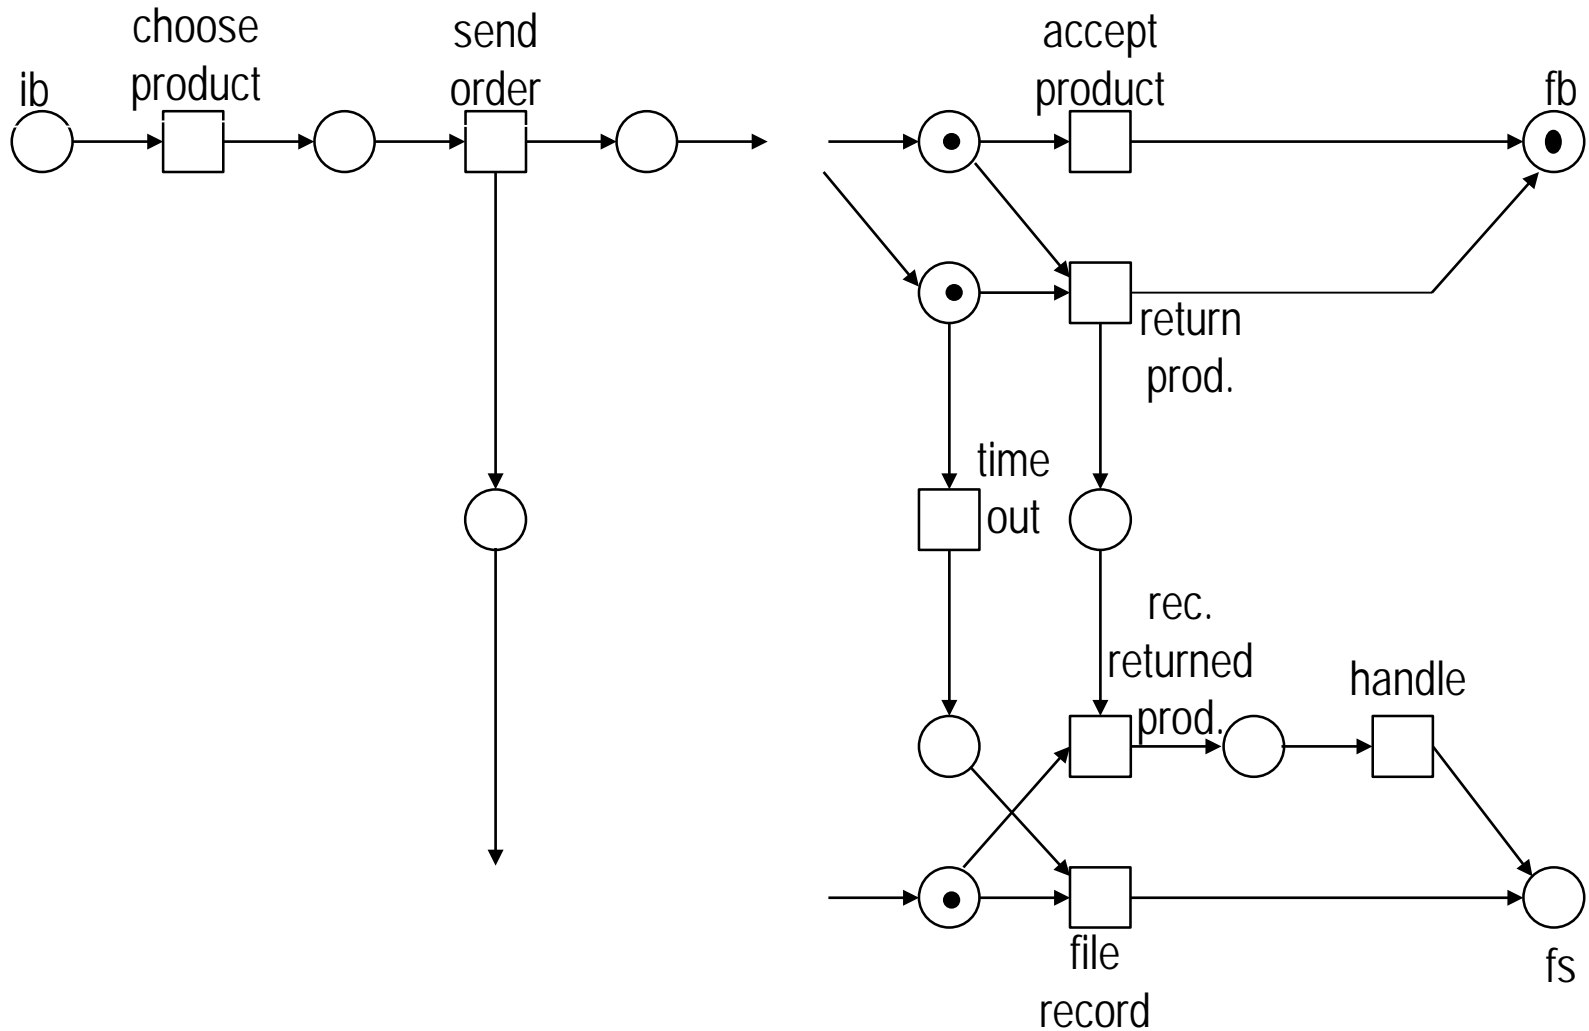 choose
product
send
order
accept
product
ib
fb
return
prod.
time
out
rec.
returned
prod.
handle
file
record
fs